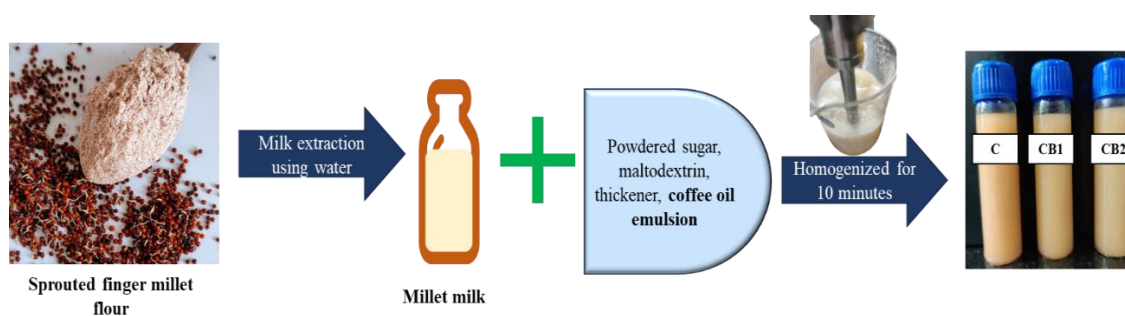 Sprouted finger millet
flour
Milk extraction
using water
Millet milk
Powdered sugar,
maltodextrin,
thickener, coffee oil
emulsion
Homogenized for
10 minutes
C
CB1
CB2